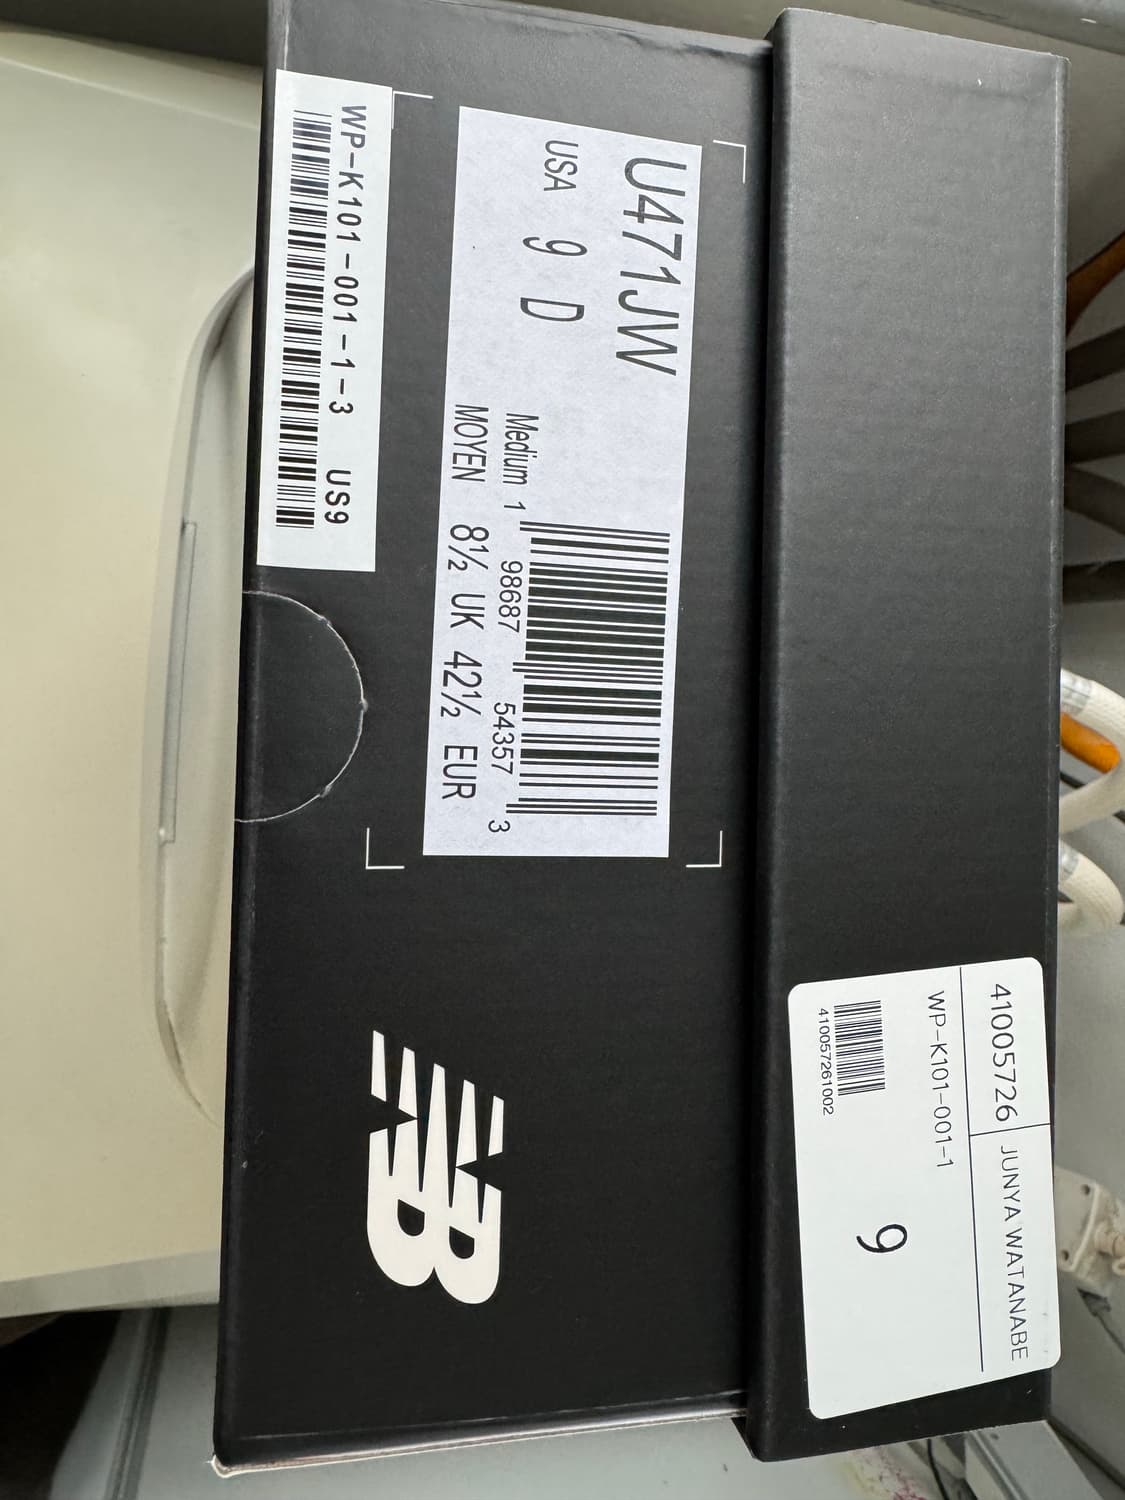 41005726 JUNYA WATANABE
WP-K101-001-1
9
410057261002
U471JW
USA 9 D
Medium 1 98687 54357 3
MOYEN 8½ UK 42½ EUR
WP-K101-001-1-3 US9
NB